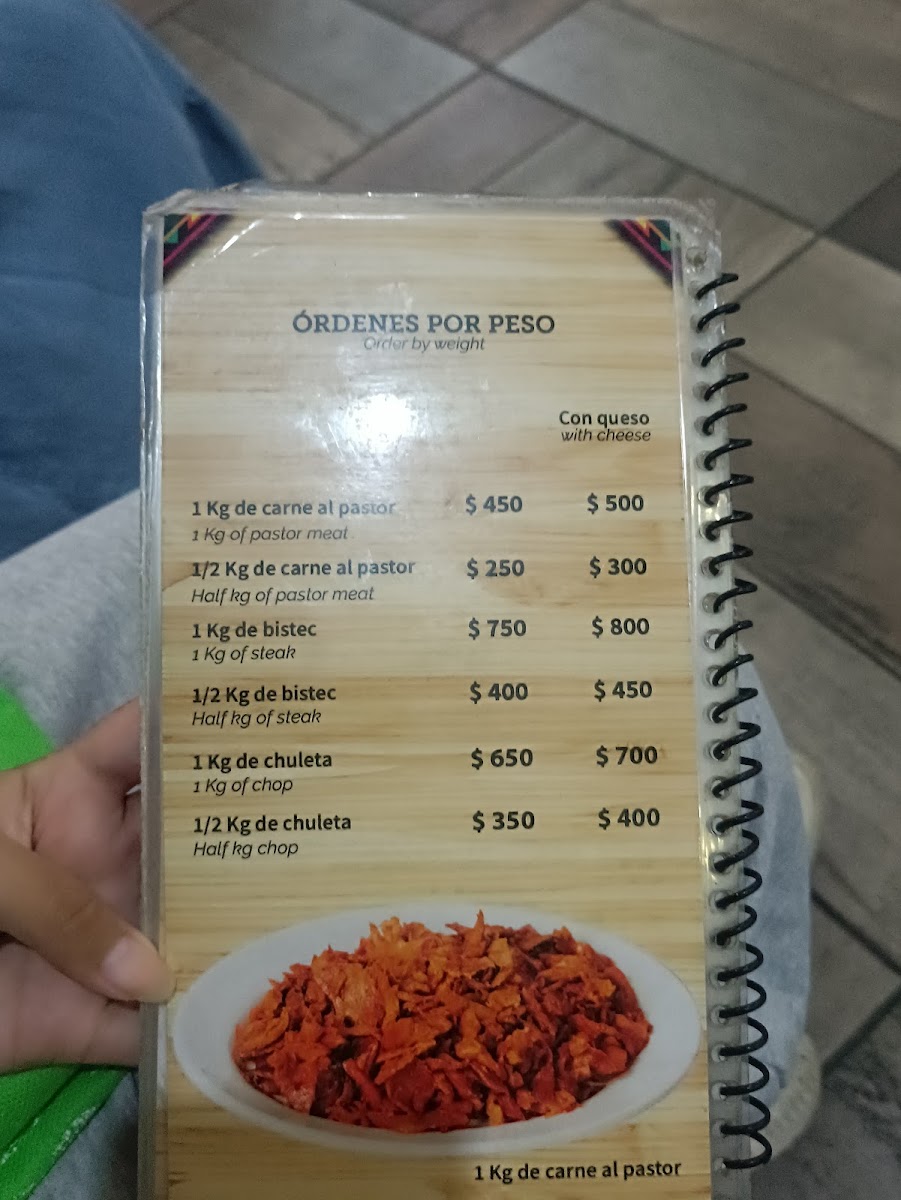 ÓRDENES POR PESO
Order by weight
Con queso
with cheese
1 Kg de carne al pastor $ 450 $ 500
1 Kg of pastor meat
1/2 Kg de carne al pastor $ 250 $ 300
Half kg of pastor meat
1 Kg de bistec $ 750 $ 800
1 Kg of steak
1/2 Kg de bistec $ 400 $ 450
Half kg of steak
1 Kg de chuleta $ 650 $ 700
1 Kg of chop
1/2 Kg de chuleta $ 350 $ 400
Half kg chop
1 Kg de carne al pastor